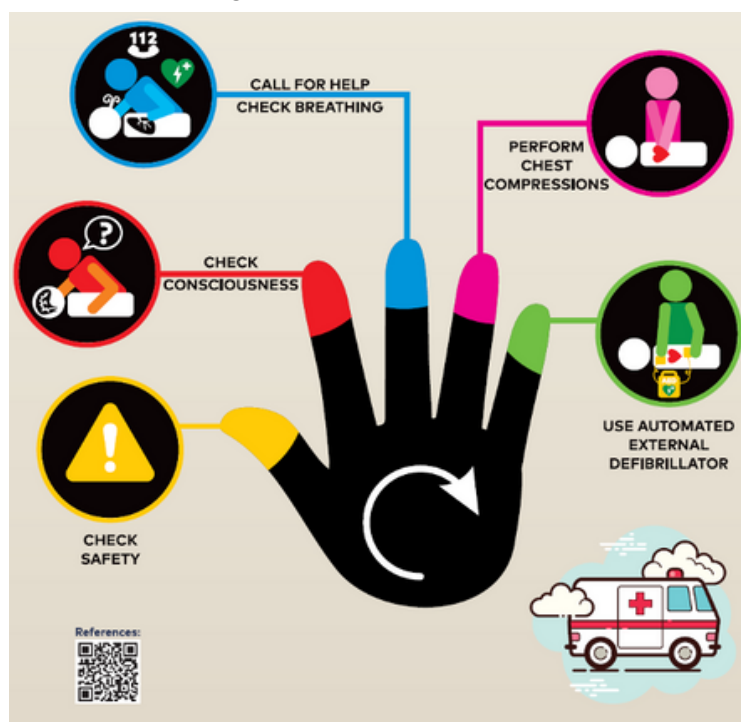 112
CALL FOR HELP
CHECK BREATHING
PERFORM
CHEST
COMPRESSIONS
?
CHECK
CONSCIOUSNESS
!
CHECK
SAFETY
USE AUTOMATED
EXTERNAL
DEFIBRILLATOR
References: